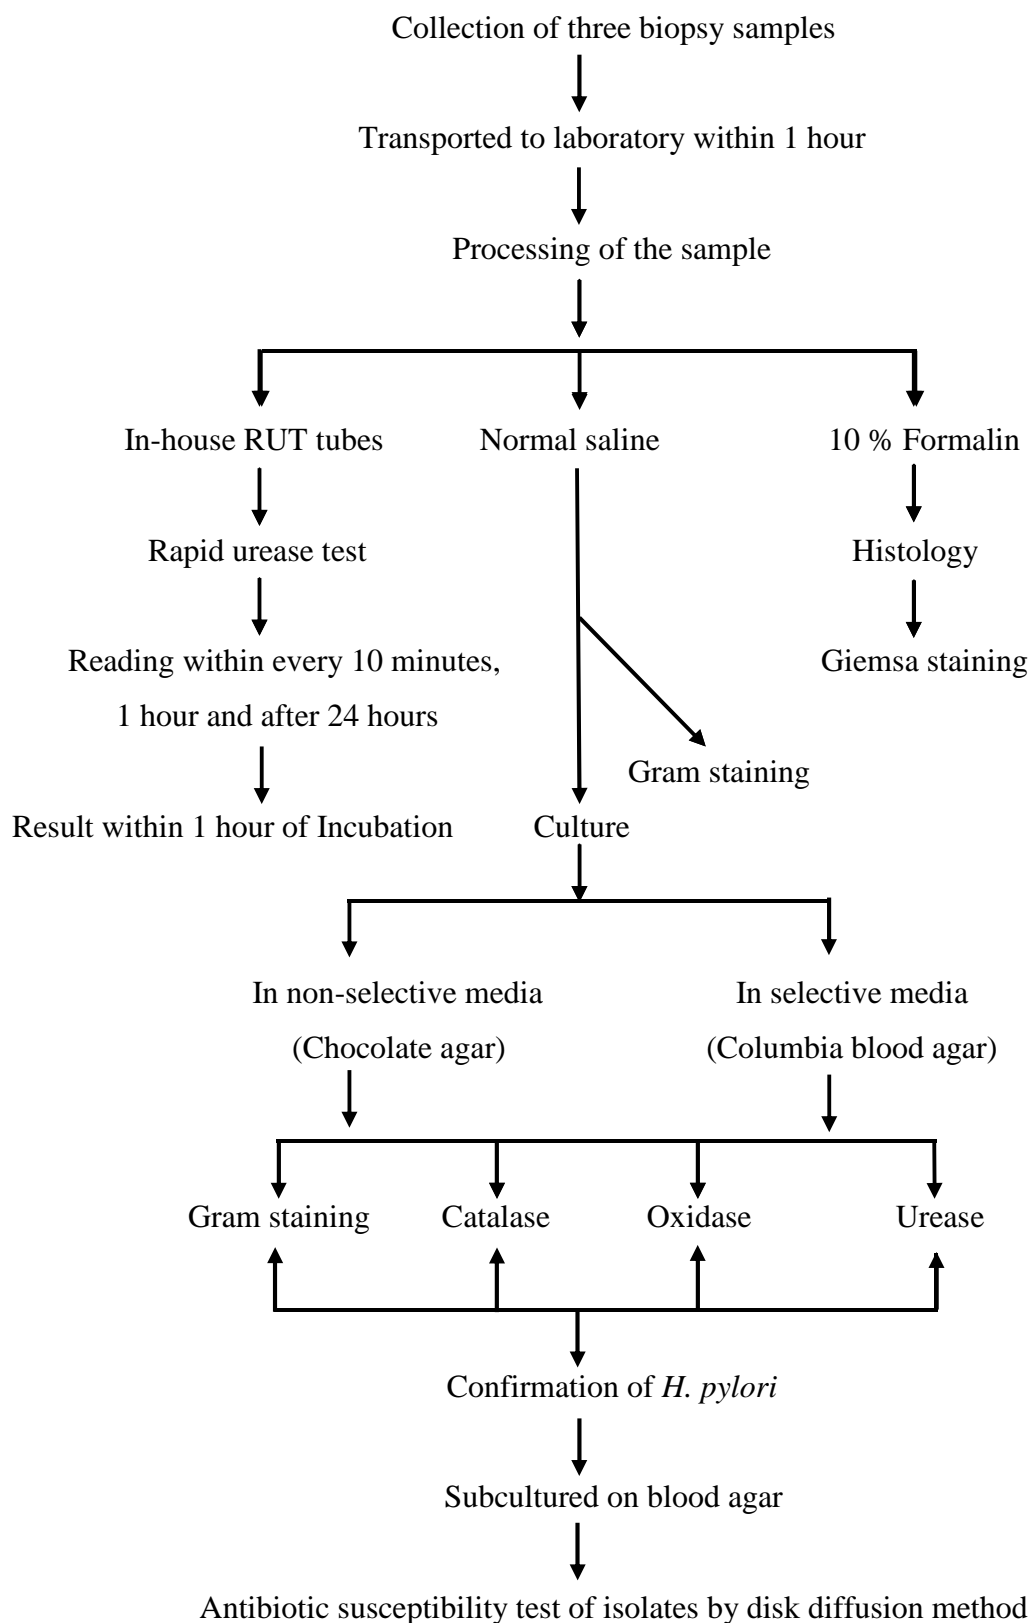 Collection of three biopsy samples
Transported to laboratory within 1 hour
Processing of the sample
In-house RUT tubes
Normal saline
10 % Formalin
Rapid urease test
Histology
Reading within every 10 minutes,
1 hour and after 24 hours
Giemsa staining
Gram staining
Result within 1 hour of Incubation
Culture
In non-selective media
(Chocolate agar)
In selective media
(Columbia blood agar)
Gram staining
Catalase
Oxidase
Urease
Confirmation of H. pylori
Subcultured on blood agar
Antibiotic susceptibility test of isolates by disk diffusion method